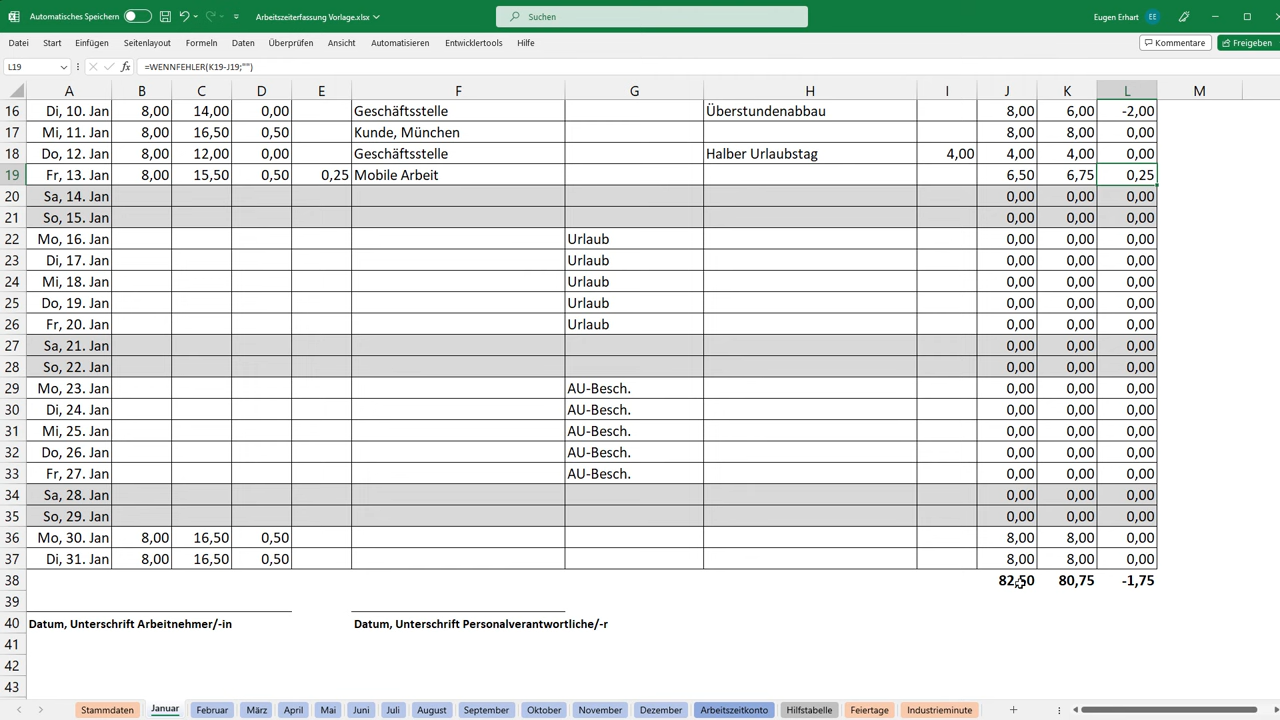 Automatisches Speichern Arbeitszeiterfassung Vorlage.xlsx Suchen Eugen Erhart EE
Datei Start Einfügen Seitenlayout Formeln Daten Überprüfen Ansicht Automatisieren Entwicklertools Hilfe Kommentare Freigeben
L19 fx =WENNFEHLER(K19-J19;"")
A B C D E F G H I J K L M
16 Di, 10. Jan 8,00 14,00 0,00 Geschäftsstelle Überstundenabbau 8,00 6,00 -2,00
17 Mi, 11. Jan 8,00 16,50 0,50 Kunde, München 8,00 8,00 0,00
18 Do, 12. Jan 8,00 12,00 0,00 Geschäftsstelle Halber Urlaubstag 4,00 4,00 4,00 0,00
19 Fr, 13. Jan 8,00 15,50 0,50 0,25 Mobile Arbeit 6,50 6,75 0,25
20 Sa, 14. Jan 0,00 0,00 0,00
21 So, 15. Jan 0,00 0,00 0,00
22 Mo, 16. Jan Urlaub 0,00 0,00 0,00
23 Di, 17. Jan Urlaub 0,00 0,00 0,00
24 Mi, 18. Jan Urlaub 0,00 0,00 0,00
25 Do, 19. Jan Urlaub 0,00 0,00 0,00
26 Fr, 20. Jan Urlaub 0,00 0,00 0,00
27 Sa, 21. Jan 0,00 0,00 0,00
28 So, 22. Jan 0,00 0,00 0,00
29 Mo, 23. Jan AU-Besch. 0,00 0,00 0,00
30 Di, 24. Jan AU-Besch. 0,00 0,00 0,00
31 Mi, 25. Jan AU-Besch. 0,00 0,00 0,00
32 Do, 26. Jan AU-Besch. 0,00 0,00 0,00
33 Fr, 27. Jan AU-Besch. 0,00 0,00 0,00
34 Sa, 28. Jan 0,00 0,00 0,00
35 So, 29. Jan 0,00 0,00 0,00
36 Mo, 30. Jan 8,00 16,50 0,50 8,00 8,00 0,00
37 Di, 31. Jan 8,00 16,50 0,50 8,00 8,00 0,00
38 82,50 80,75 -1,75
39
40 Datum, Unterschrift Arbeitnehmer/-in Datum, Unterschrift Personalverantwortliche/-r
41
42
43
Stammdaten Januar Februar März April Mai Juni Juli August September Oktober November Dezember Arbeitszeitkonto Hilfstabelle Feiertage Industrieminute